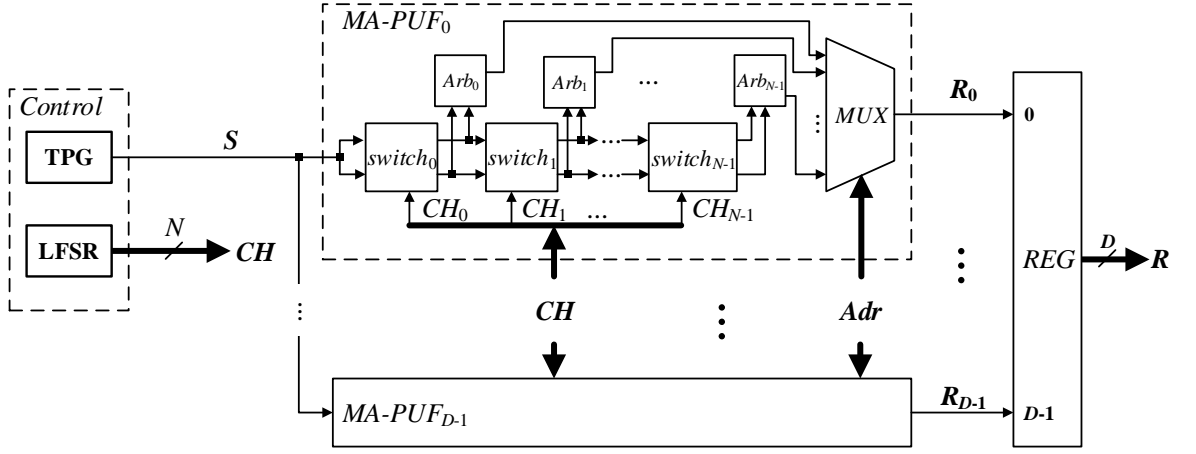 MA-PUF0
Control
TPG
LFSR
S
N
CH
Arb0
Arb1
...
ArbN-1
switch0
switch1
...
...
switchN-1
MUX
⋮
CH0
CH1
...
CHN-1
R0
0
⋮
CH
⋮
Adr
⋮
REG
D
R
MA-PUFD-1
RD-1
D-1